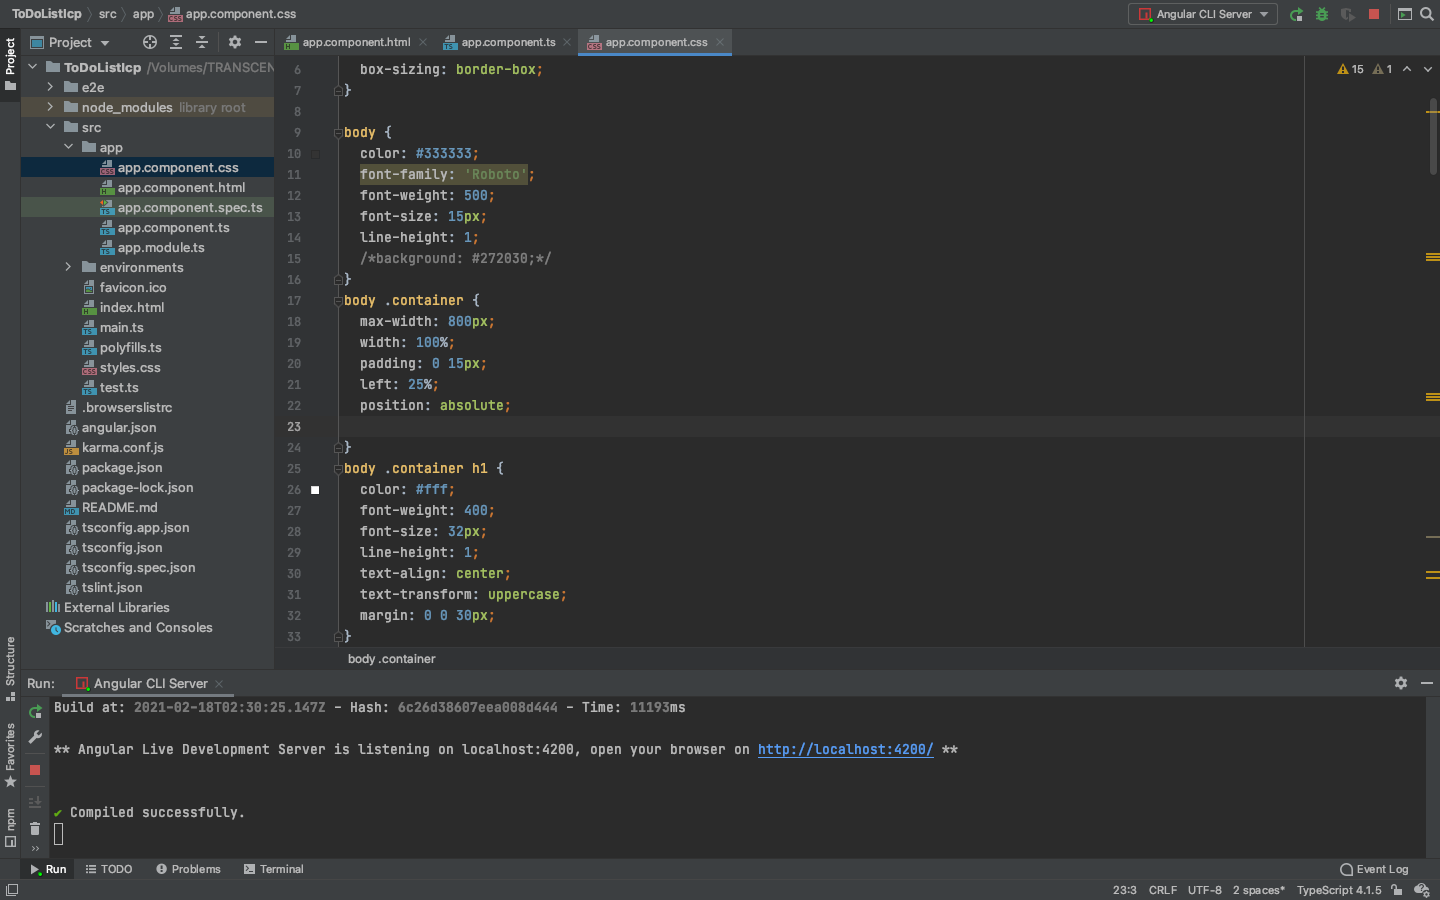 ToDoListIcp src app app.component.css Angular CLI Server
Project
Project
app.component.html app.component.ts app.component.css
ToDoListIcp /Volumes/TRANSCEN
e2e
node_modules library root
src
app
app.component.css
app.component.html
app.component.spec.ts
app.component.ts
app.module.ts
environments
favicon.ico
index.html
main.ts
polyfills.ts
styles.css
test.ts
.browserslistrc
angular.json
karma.conf.js
package.json
package-lock.json
README.md
tsconfig.app.json
tsconfig.json
tsconfig.spec.json
tslint.json
External Libraries
Scratches and Consoles
15 1
6 box-sizing: border-box;
7 }
8
9 body {
10 color: #333333;
11 font-family: 'Roboto';
12 font-weight: 500;
13 font-size: 15px;
14 line-height: 1;
15 /*background: #272030;*/
16 }
17 body .container {
18 max-width: 800px;
19 width: 100%;
20 padding: 0 15px;
21 left: 25%;
22 position: absolute;
23
24 }
25 body .container h1 {
26 color: #fff;
27 font-weight: 400;
28 font-size: 32px;
29 line-height: 1;
30 text-align: center;
31 text-transform: uppercase;
32 margin: 0 0 30px;
33 }
body .container
Structure
Favorites
npm
Run: Angular CLI Server
Build at: 2021-02-18T02:30:25.147Z - Hash: 6c26d38607eea008d444 - Time: 11193ms
** Angular Live Development Server is listening on localhost:4200, open your browser on http://localhost:4200/ **
✔ Compiled successfully.
Run TODO Problems Terminal Event Log
23:3 CRLF UTF-8 2 spaces* TypeScript 4.1.5